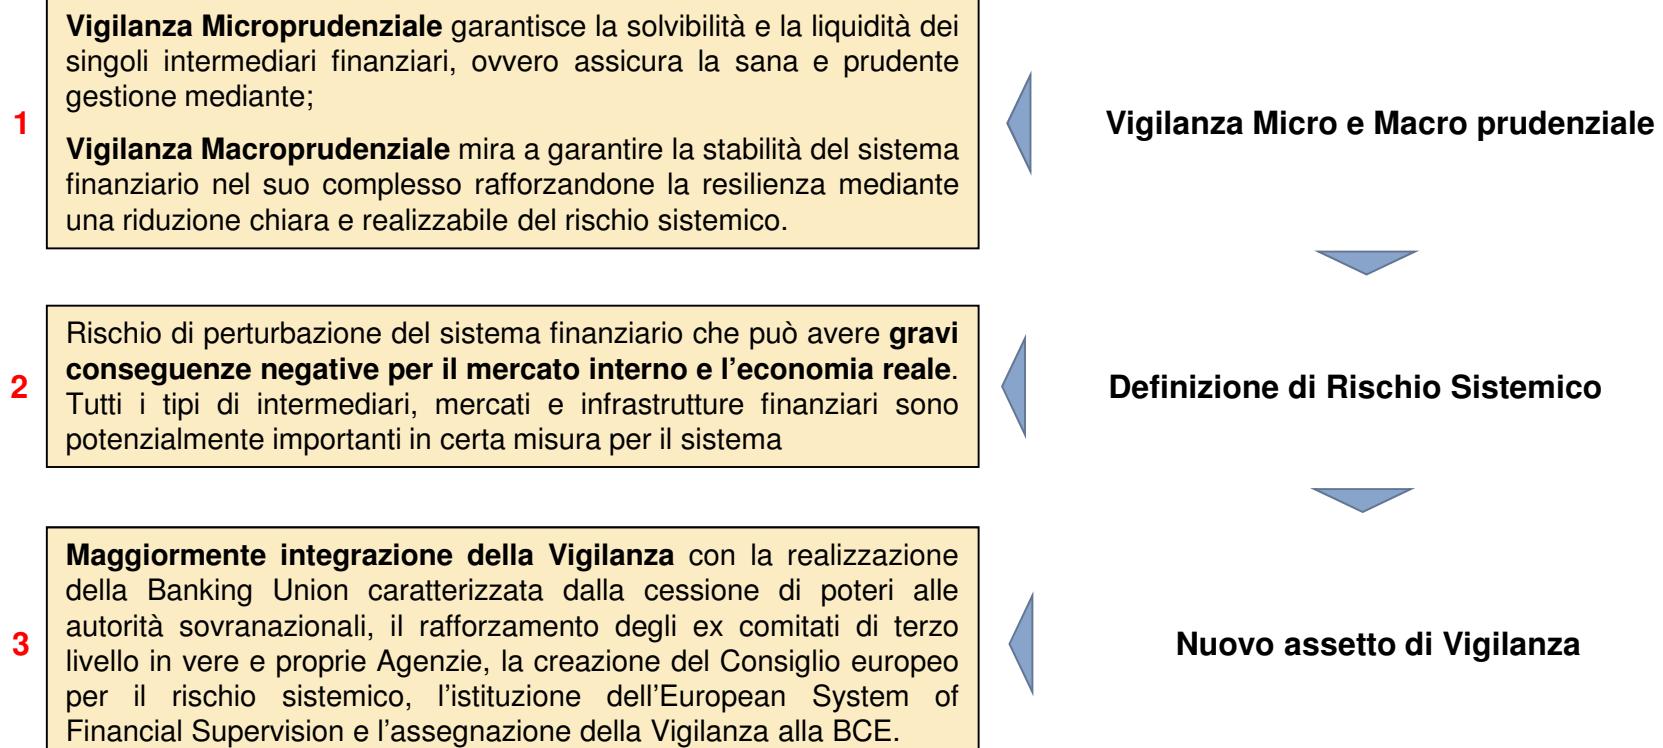 Vigilanza Microprudenziale garantisce la solvibilità e la liquidità dei
singoli intermediari finanziari, ovvero assicura la sana e prudente
gestione mediante;
1
Vigilanza Macroprudenziale mira a garantire la stabilità del sistema
finanziario nel suo complesso rafforzandone la resilienza mediante
una riduzione chiara e realizzabile del rischio sistemico.
Vigilanza Micro e Macro prudenziale
Rischio di perturbazione del sistema finanziario che può avere gravi
conseguenze negative per il mercato interno e l'economia reale.
2
Tutti i tipi di intermediari, mercati e infrastrutture finanziari sono
potenzialmente importanti in certa misura per il sistema
Definizione di Rischio Sistemico
Maggiormente integrazione della Vigilanza con la realizzazione
della Banking Union caratterizzata dalla cessione di poteri alle
autorità sovranazionali, il rafforzamento degli ex comitati di terzo
3
livello in vere e proprie Agenzie, la creazione del Consiglio europeo
per il rischio sistemico, l'istituzione dell'European System of
Financial Supervision e l'assegnazione della Vigilanza alla BCE.
Nuovo assetto di Vigilanza